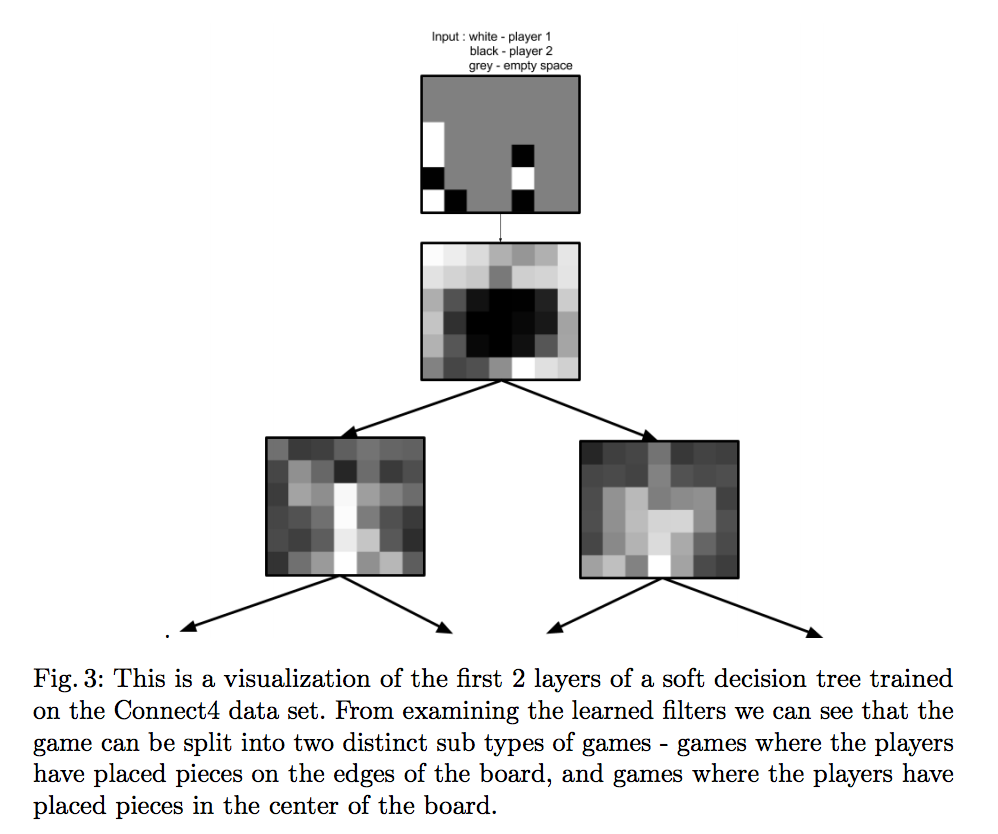 Input : white - player 1
black - player 2
grey - empty space
Fig. 3: This is a visualization of the first 2 layers of a soft decision tree trained
on the Connect4 data set. From examining the learned filters we can see that the
game can be split into two distinct sub types of games - games where the players
have placed pieces on the edges of the board, and games where the players have
placed pieces in the center of the board.